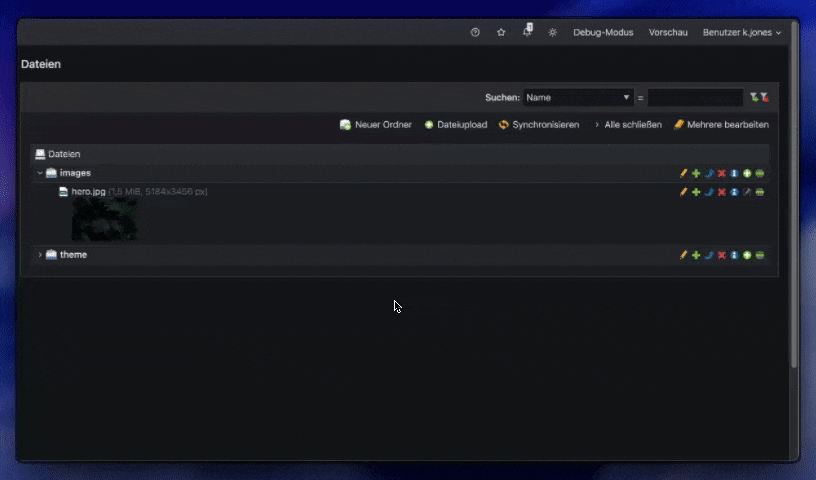 1
Debug-Modus Vorschau Benutzer k.jones
Dateien
Suchen: Name =
Neuer Ordner Dateiupload Synchronisieren Alle schließen Mehrere bearbeiten
Dateien
images
hero.jpg (1,5 MiB, 5184x3456 px)
theme